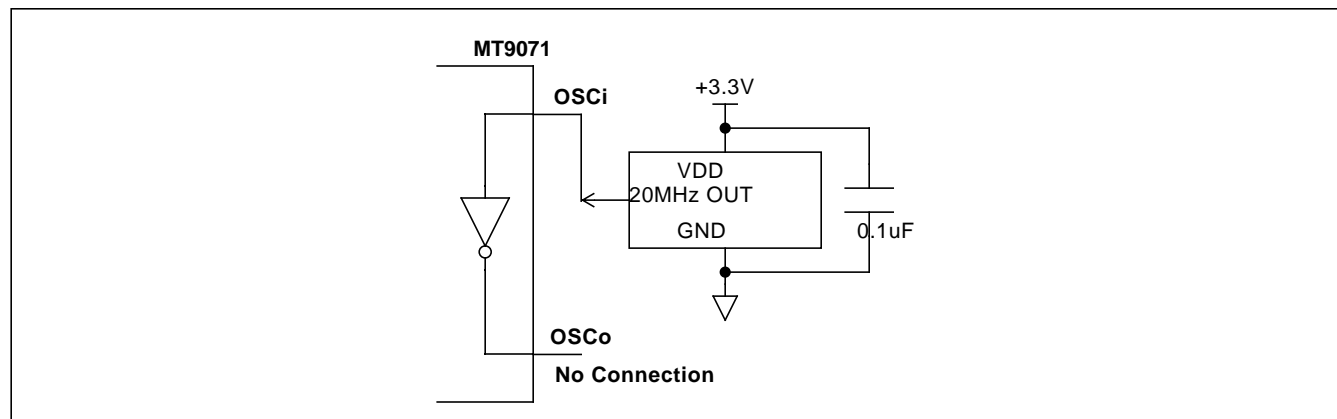 MT9071
OSCi
+3.3V
VDD
20MHz OUT
GND
0.1uF
OSCo
No Connection